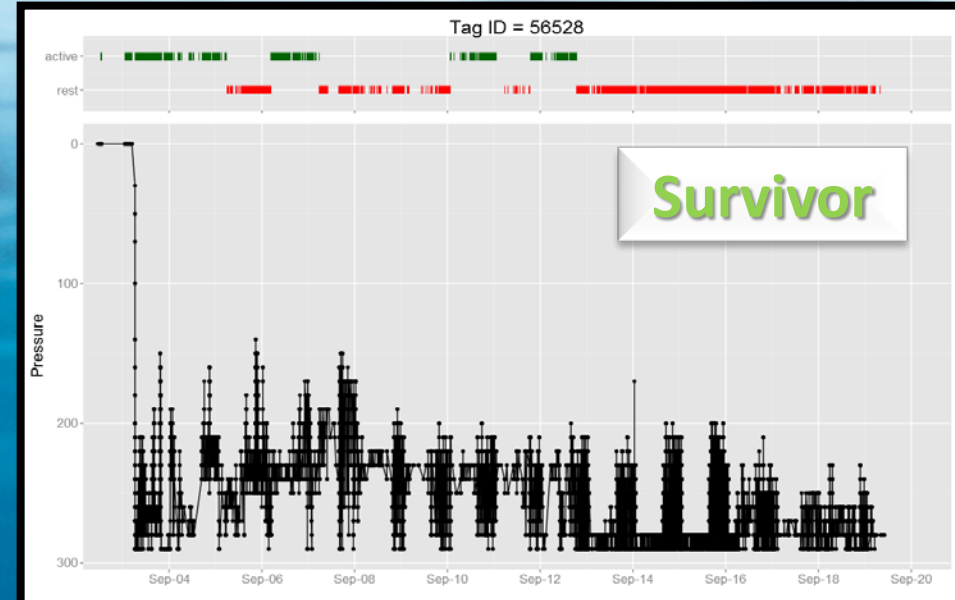 Tag ID = 56528
active
rest
Survivor
Pressure
0
100
200
300
Sep-04 Sep-06 Sep-08 Sep-10 Sep-12 Sep-14 Sep-16 Sep-18 Sep-20